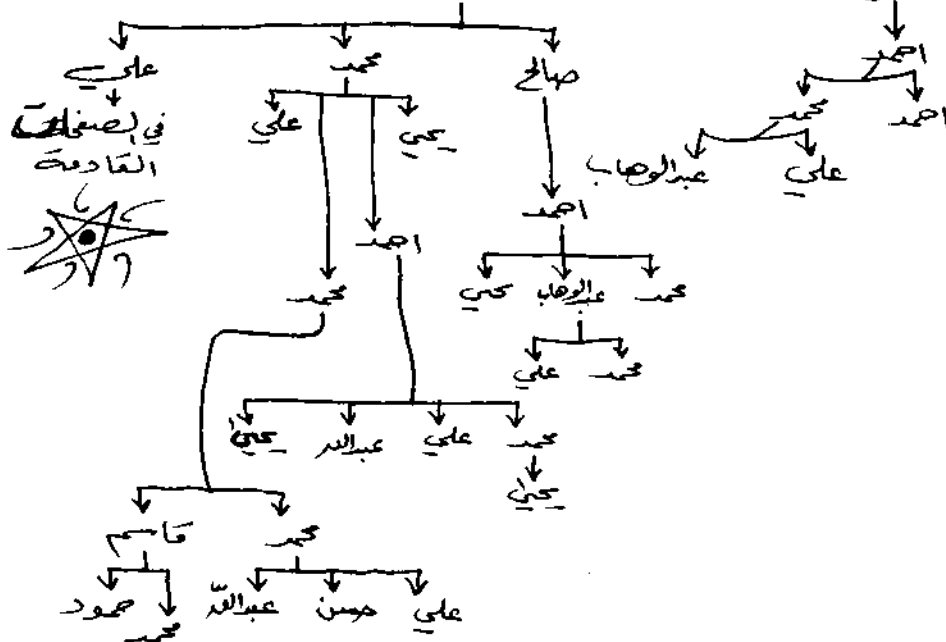 احمد
علي محمد صالح
محمد احمد
في الصفحات
القادمة
علي يحيى
عبدالوهاب علي
احمد
احمد
محمد
يحيى عبدالوهاب محمد
علي محمد
يحيى عبدالله علي محمد
يحيى
قاسم محمد
حمود محمد
عبدالله حسن علي